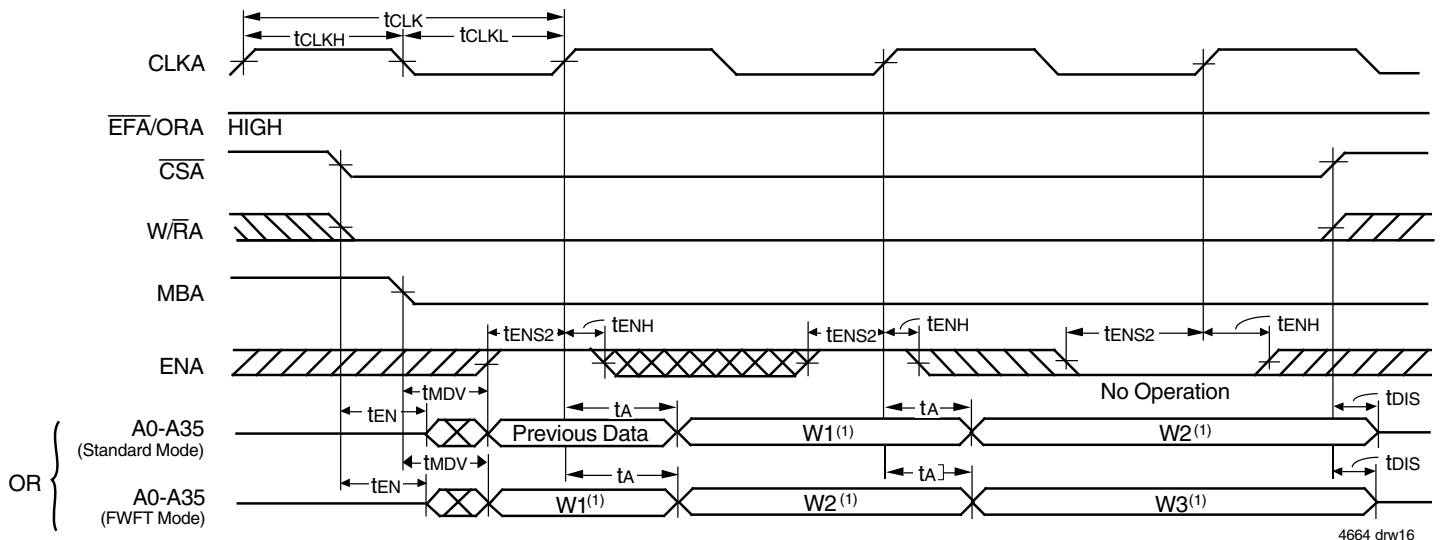 tCLK
tCLKH tCLKL
CLKA
EFA/ORA HIGH
CSA
W/RA
MBA
tENS2 tENH tENS2 tENH tENS2 tENH
ENA
No Operation
tMDV
tEN tA tA tDIS
A0-A35
(Standard Mode)
Previous Data W1(1) W2(1)
OR
tMDV
tEN tA tA tDIS
A0-A35
(FWFT Mode)
W1(1) W2(1) W3(1)
4664 drw16